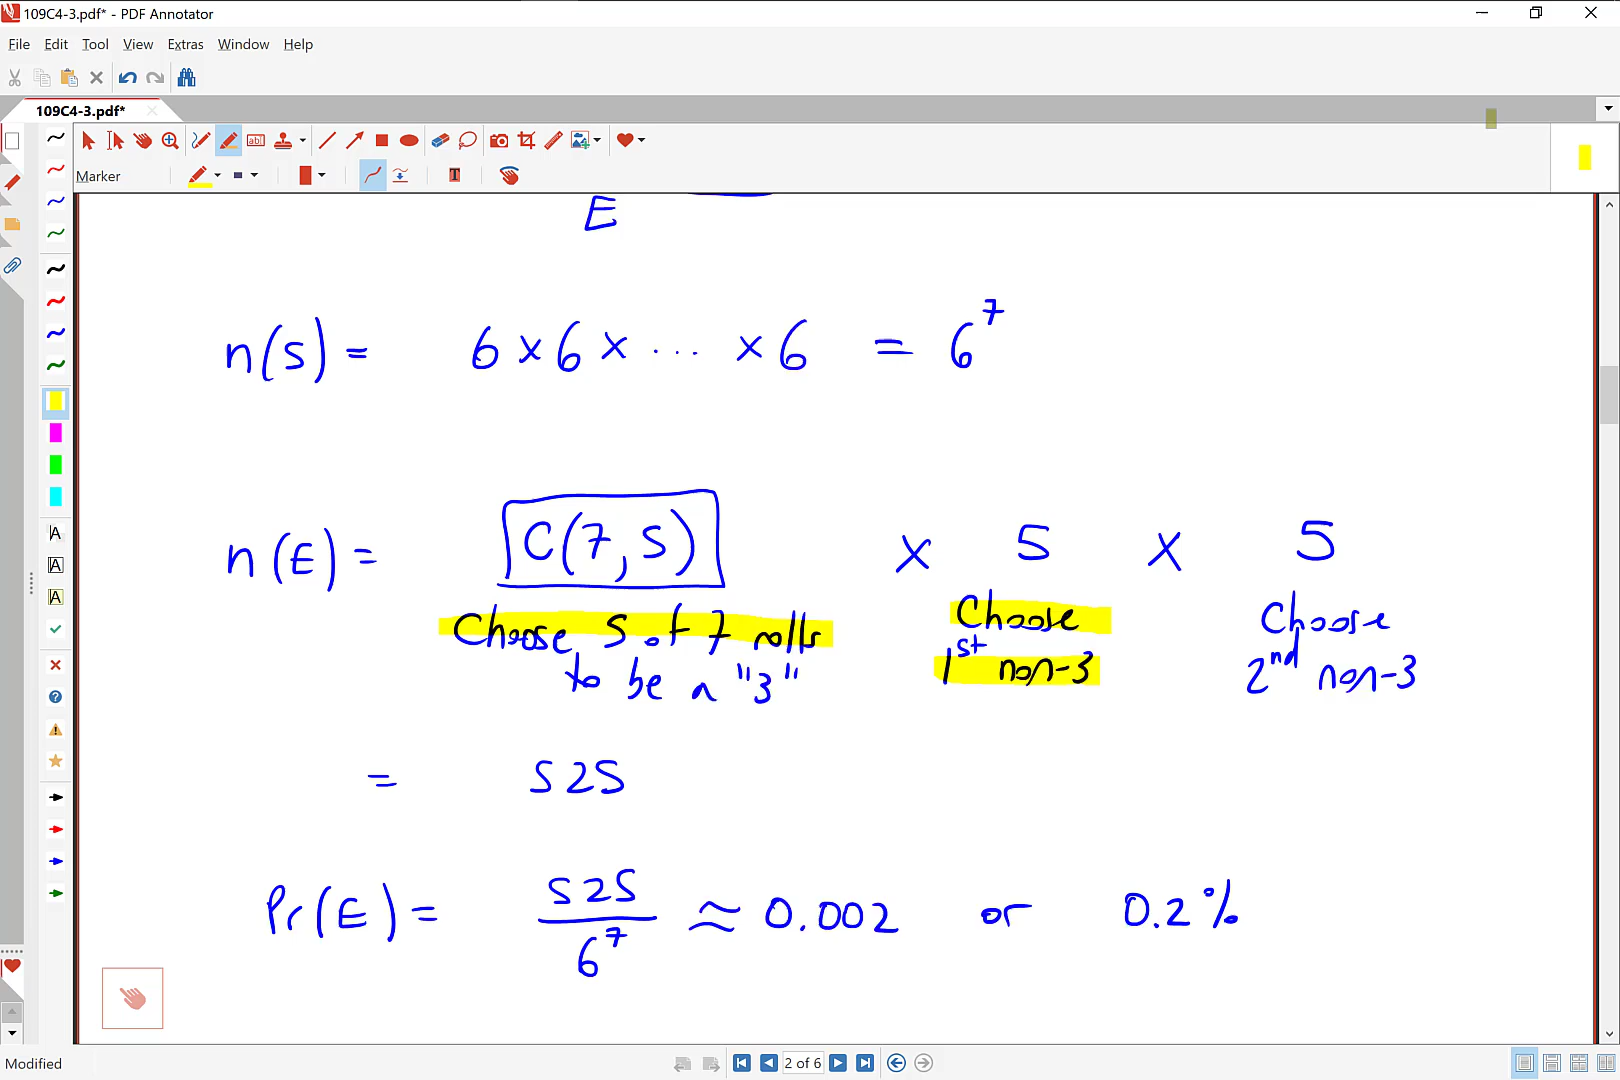 109C4-3.pdf* - PDF Annotator
File Edit Tool View Extras Window Help
109C4-3.pdf*
Marker
E
n(S) = 6 × 6 × ... × 6 = 6^7
n(E) = C(7,5) × 5 × 5
Choose 5 of 7 rolls to be a "3"
Choose 1st non-3
Choose 2nd non-3
= 525
Pr(E) = 525/6^7 ≈ 0.002 or 0.2%
Modified
2 of 6